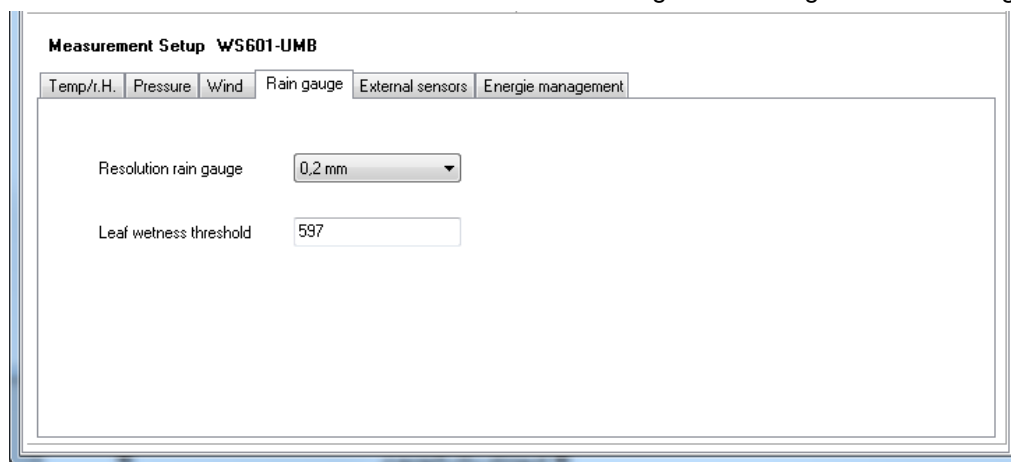 Measurement Setup WS601-UMB
Temp/r.H. Pressure Wind Rain gauge External sensors Energie management
Resolution rain gauge 0,2 mm
Leaf wetness threshold 597